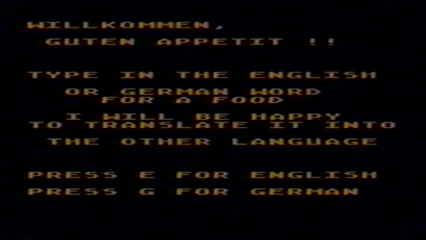 WILLKOMMEN,
GUTEN APPETIT !!
TYPE IN THE ENGLISH
OR GERMAN WORD
FOR A FOOD
I WILL BE HAPPY
TO TRANSLATE IT INTO
THE OTHER LANGUAGE
PRESS E FOR ENGLISH
PRESS G FOR GERMAN